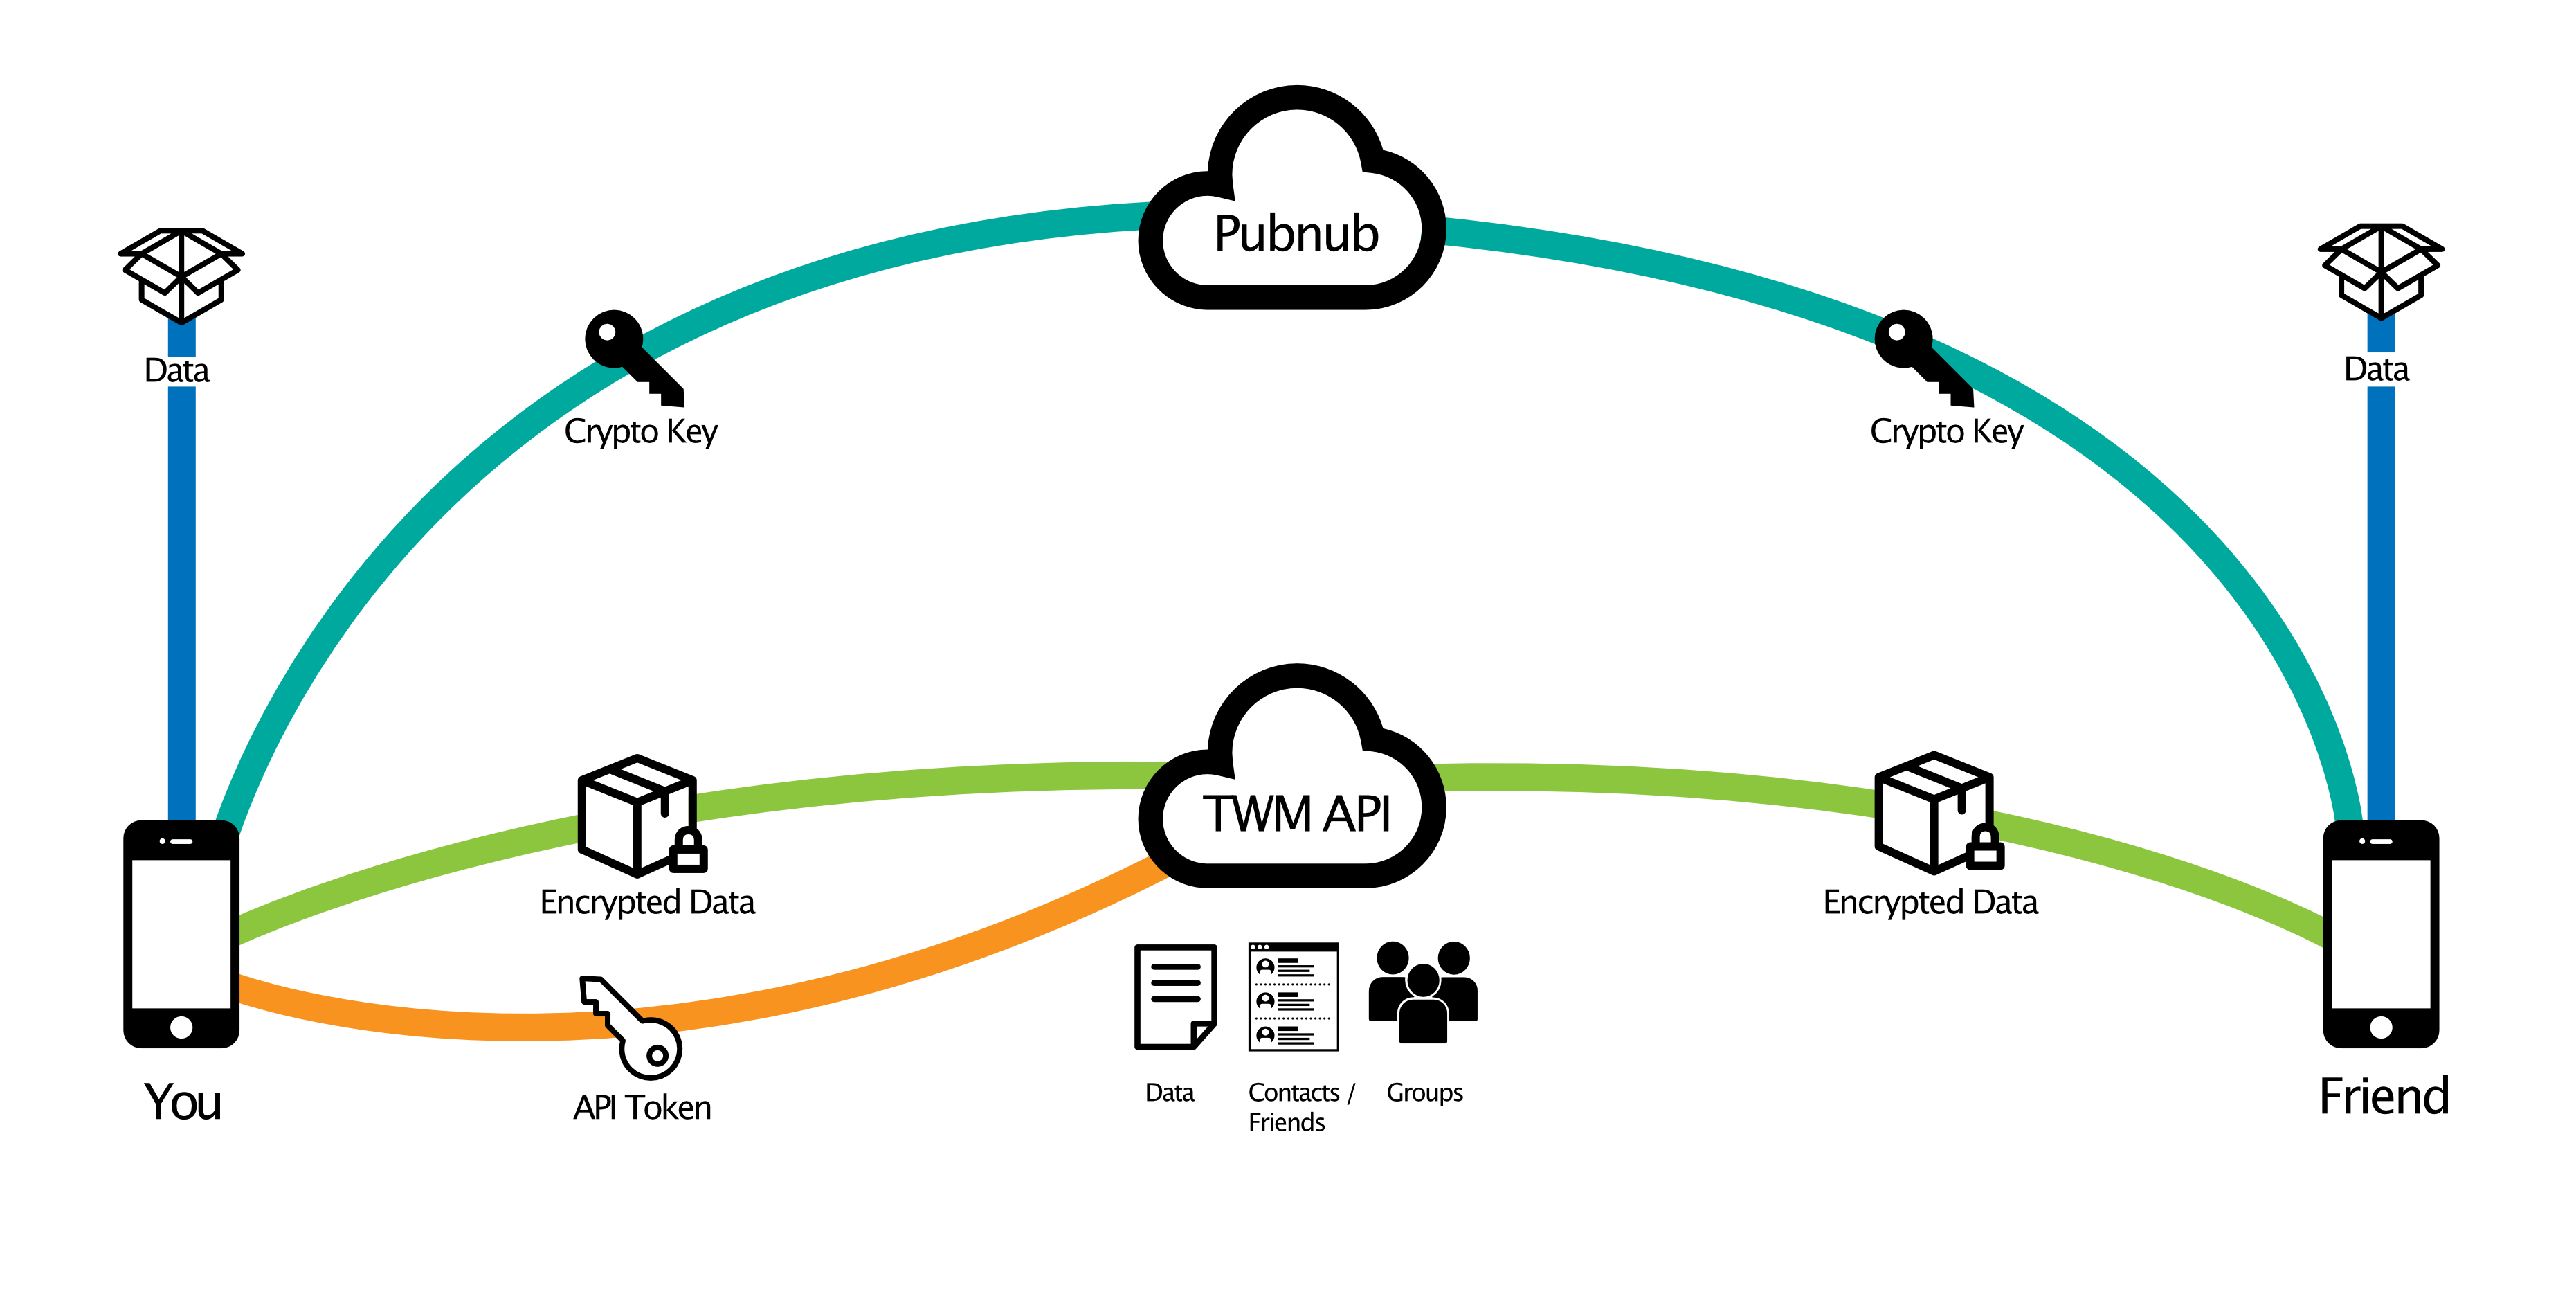 Pubnub
Data
Data
Crypto Key
Crypto Key
TWM API
Encrypted Data
Encrypted Data
You
API Token
Data
Contacts /
Friends
Groups
Friend